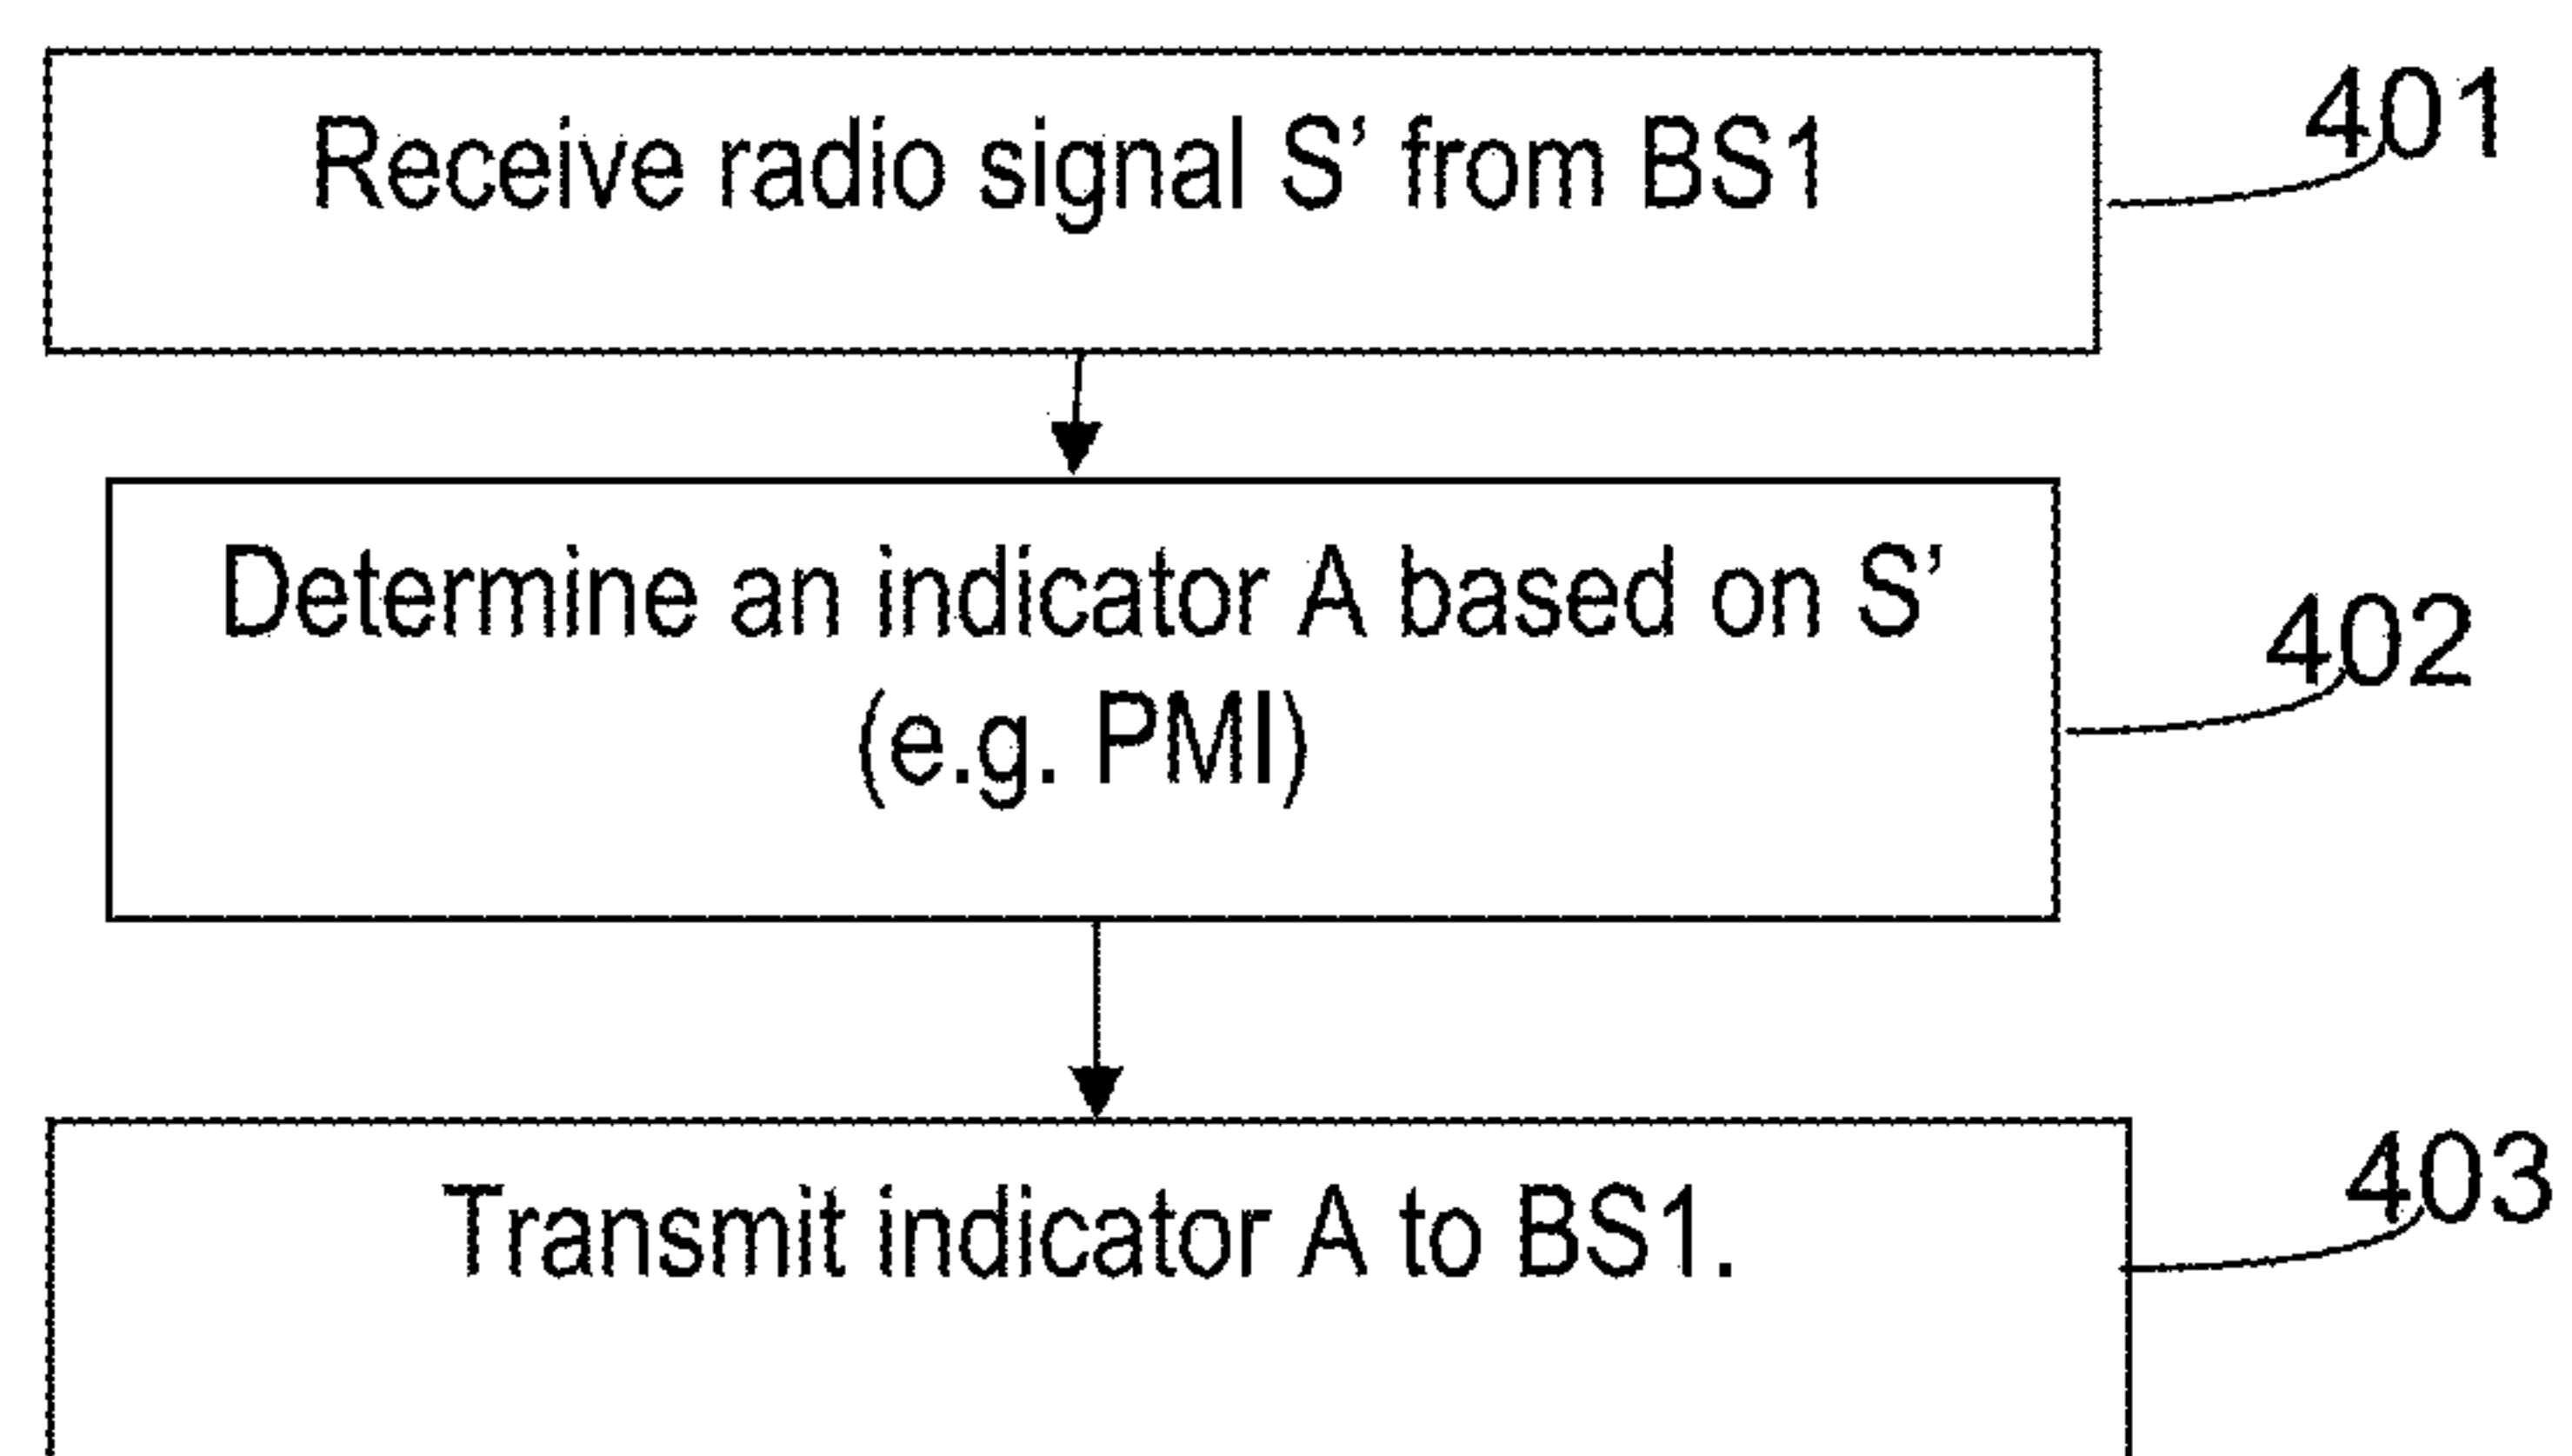 Receive radio signal S’ from BS1
401
Determine an indicator A based on S’
(e.g. PMI)
402
Transmit indicator A to BS1.
403